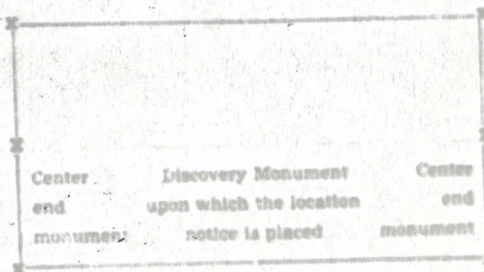 Center Discovery Monument Center
end upon which the location end
monument notice is placed monument